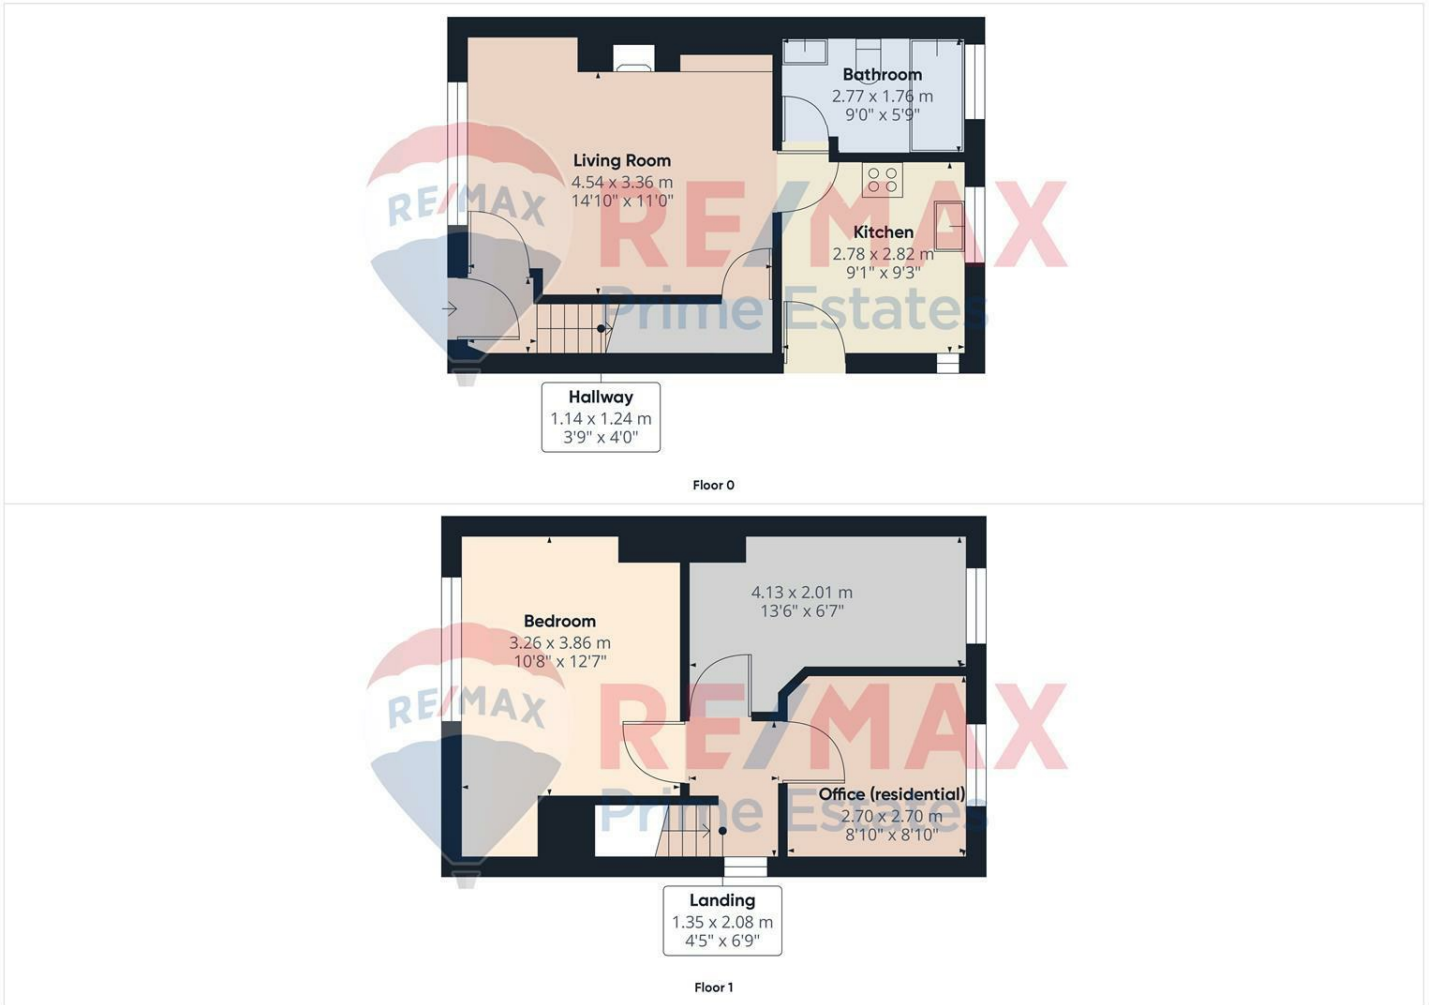 Bathroom
2.77 x 1.76 m
9'0" x 5'9"
Living Room
4.54 x 3.36 m
14'10" x 11'0"
RE/MAX
RE/MAX
Prime Estates
Kitchen
2.78 x 2.82 m
9'1" x 9'3"
Hallway
1.14 x 1.24 m
3'9" x 4'0"
Floor 0
4.13 x 2.01 m
13'6" x 6'7"
Bedroom
3.26 x 3.86 m
10'8" x 12'7"
RE/MAX
RE/MAX
Prime Estates
Office (residential)
2.70 x 2.70 m
8'10" x 8'10"
Landing
1.35 x 2.08 m
4'5" x 6'9"
Floor 1